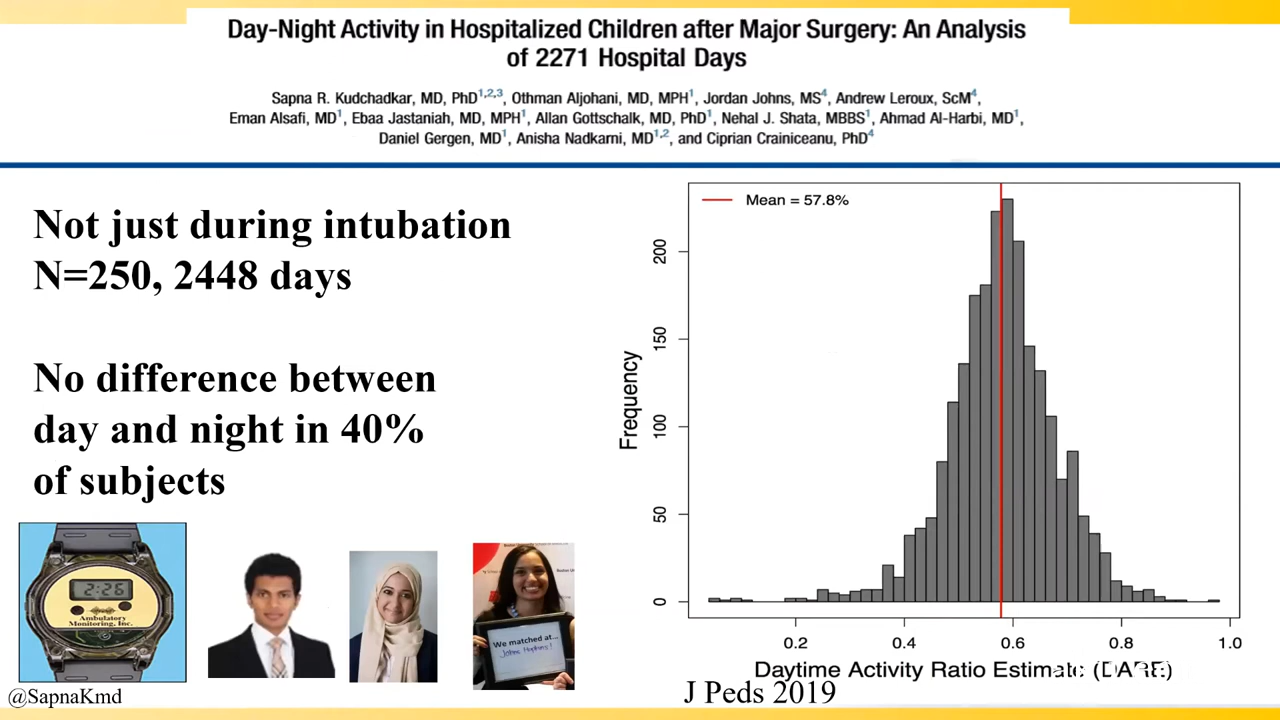 Day-Night Activity in Hospitalized Children after Major Surgery: An Analysis
of 2271 Hospital Days
Sapna R. Kudchadkar, MD, PhD1,2,3, Othman Aljohani, MD, MPH1, Jordan Johns, MS4, Andrew Leroux, ScM4,
Eman Alsafi, MD1, Ebaa Jastaniah, MD, MPH1, Allan Gottschalk, MD, PhD1, Nehal J. Shata, MBBS1, Ahmad Al-Harbi, MD1,
Daniel Gergen, MD1, Anisha Nadkarni, MD1,2, and Ciprian Crainiceanu, PhD4
Not just during intubation
N=250, 2448 days
No difference between
day and night in 40%
of subjects
2:26
Ambulatory
Monitoring, Inc.
We matched at...
Johns Hopkins!
@SapnaKmd
Mean = 57.8%
Frequency
200
150
100
50
0
0.2 0.4 0.6 0.8 1.0
Daytime Activity Ratio Estimate (DARE)
J Peds 2019